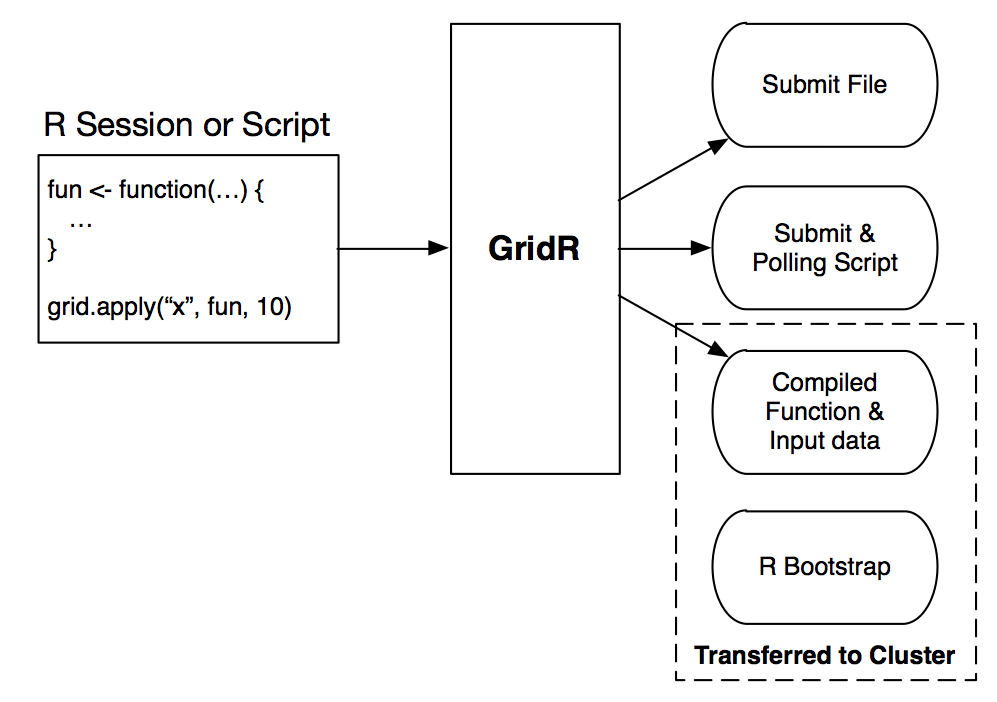 R Session or Script
fun <- function(…) {
…
}
grid.apply(“x”, fun, 10)
GridR
Submit File
Submit &
Polling Script
Compiled
Function &
Input data
R Bootstrap
Transferred to Cluster